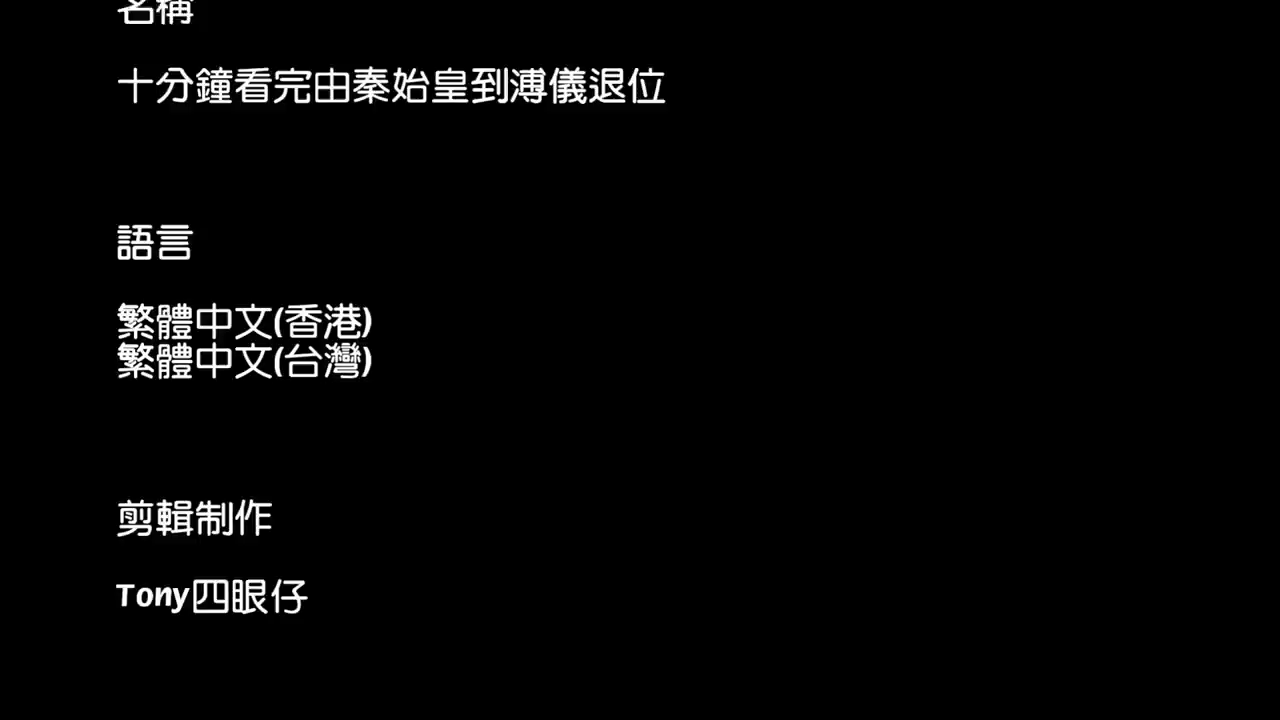 名稱
十分鐘看完由秦始皇到溥儀退位
語言
繁體中文(香港)
繁體中文(台灣)
剪輯制作
Tony四眼仔